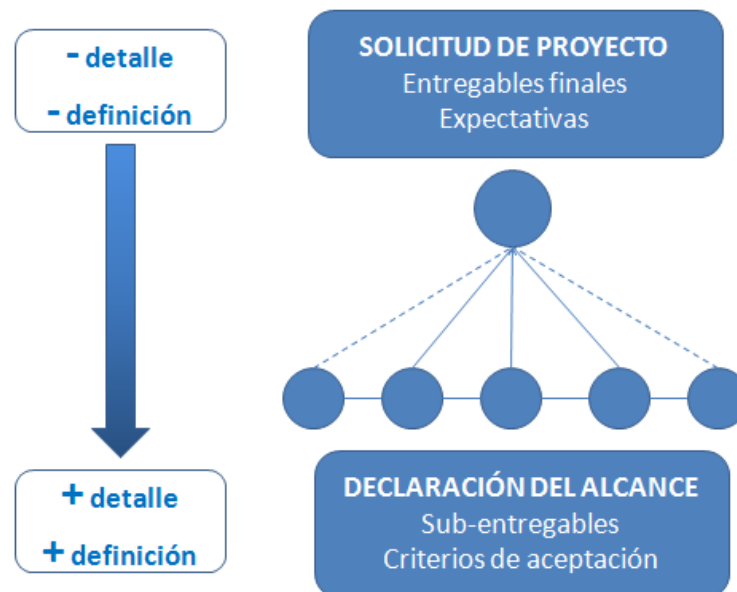 - detalle
- definición
SOLICITUD DE PROYECTO
Entregables finales
Expectativas
+ detalle
+ definición
DECLARACIÓN DEL ALCANCE
Sub-entregables
Criterios de aceptación